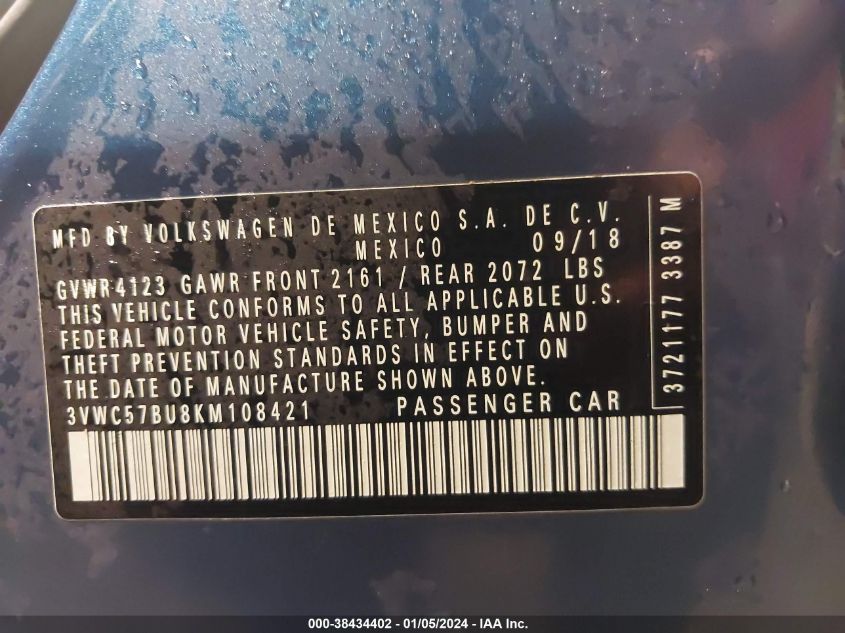 MFD BY VOLKSWAGEN DE MEXICO S.A. DE C.V.
MEXICO 09/18
GVWR 4123 GAWR FRONT 2161 / REAR 2072 LBS
THIS VEHICLE CONFORMS TO ALL APPLICABLE U.S.
FEDERAL MOTOR VEHICLE SAFETY, BUMPER AND
THEFT PREVENTION STANDARDS IN EFFECT ON
THE DATE OF MANUFACTURE SHOWN ABOVE.
3VWC57BU8KM108421 PASSENGER CAR
3721177 3387 M
000-38434402 - 01/05/2024 - IAA Inc.